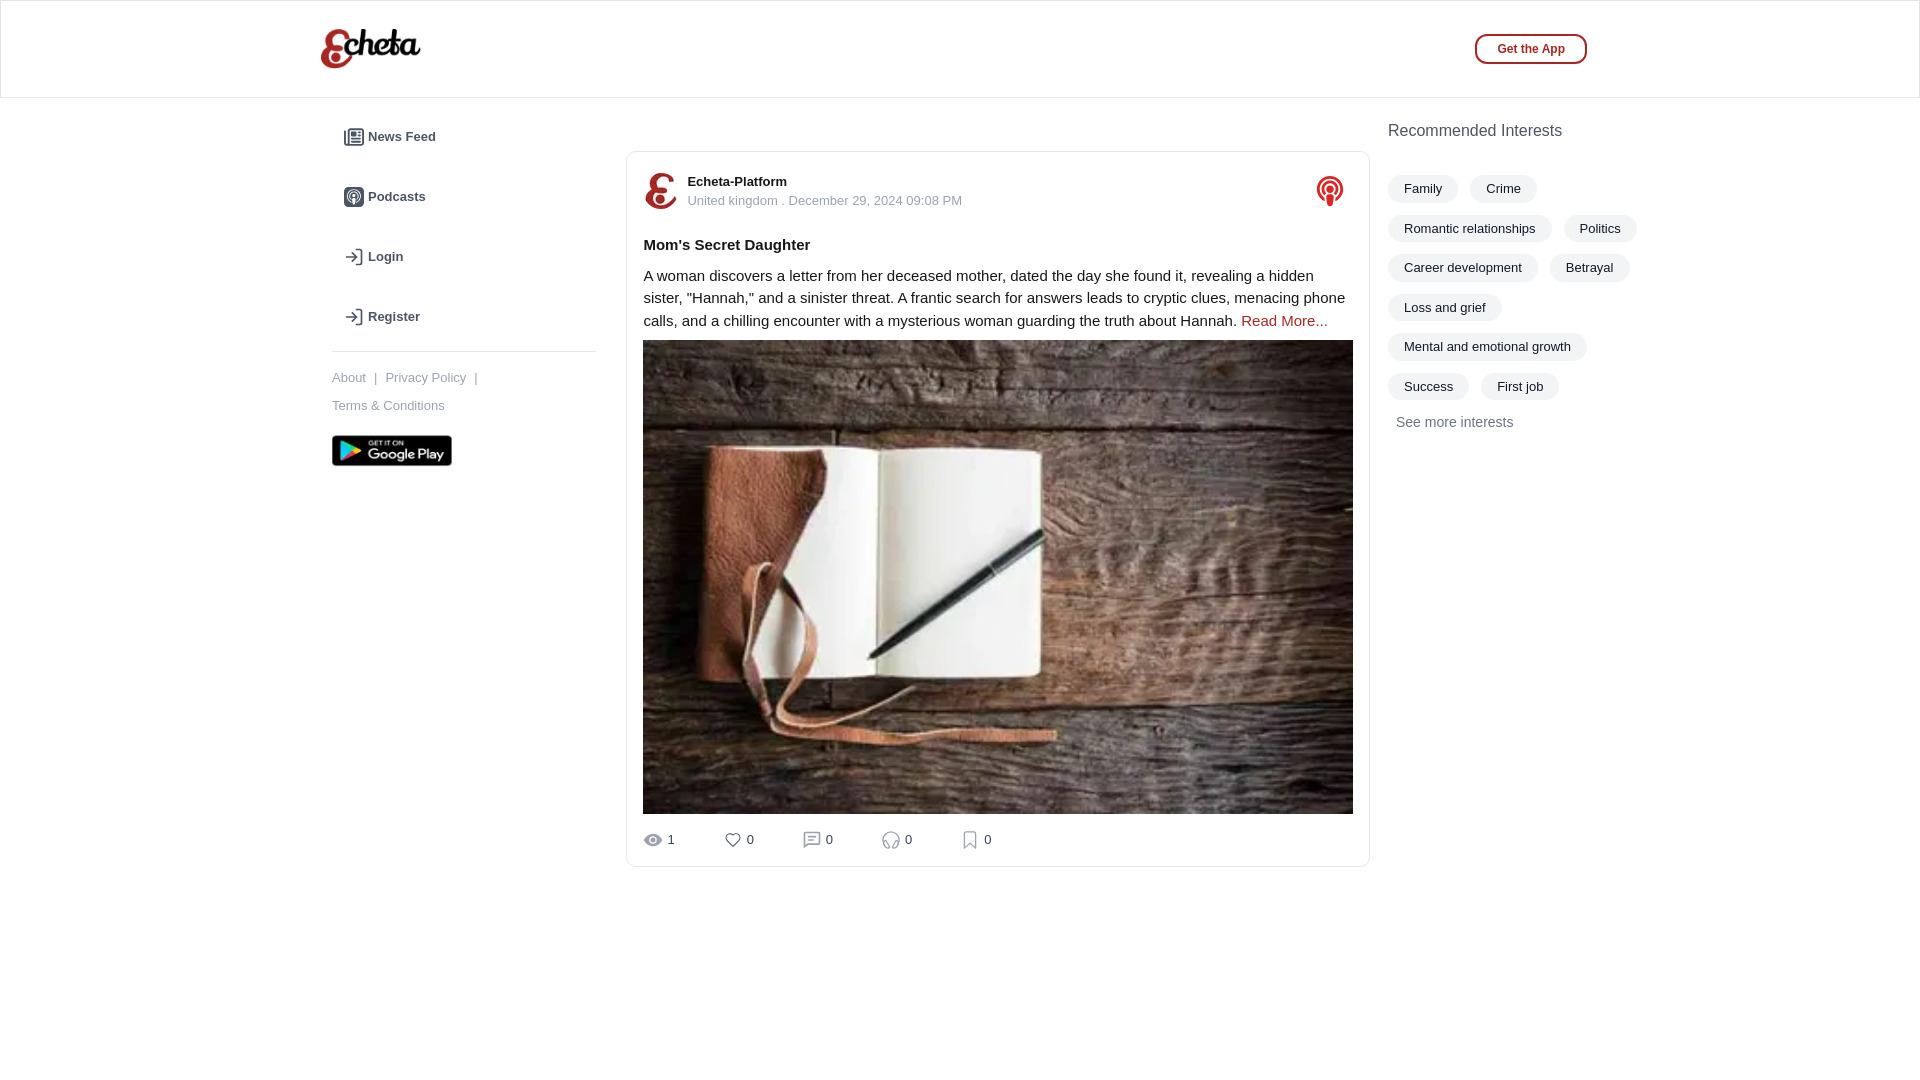 Echeta
Get the App
News Feed
Podcasts
Login
Register
About | Privacy Policy |
Terms & Conditions
GET IT ON
Google Play
Echeta-Platform
United kingdom . December 29, 2024 09:08 PM
Mom's Secret Daughter
A woman discovers a letter from her deceased mother, dated the day she found it, revealing a hidden
sister, "Hannah," and a sinister threat. A frantic search for answers leads to cryptic clues, menacing phone
calls, and a chilling encounter with a mysterious woman guarding the truth about Hannah. Read More...
1 0 0 0 0
Recommended Interests
Family Crime
Romantic relationships Politics
Career development Betrayal
Loss and grief
Mental and emotional growth
Success First job
See more interests